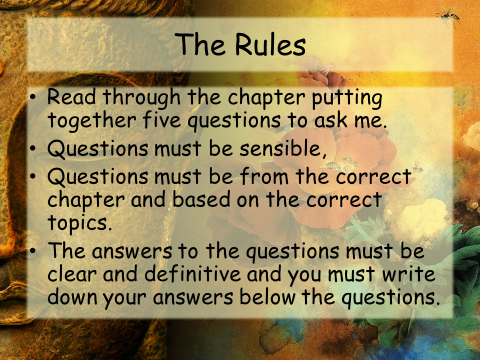 The Rules
• Read through the chapter putting
together five questions to ask me.
• Questions must be sensible,
• Questions must be from the correct
chapter and based on the correct
topics.
• The answers to the questions must be
clear and definitive and you must write
down your answers below the questions.